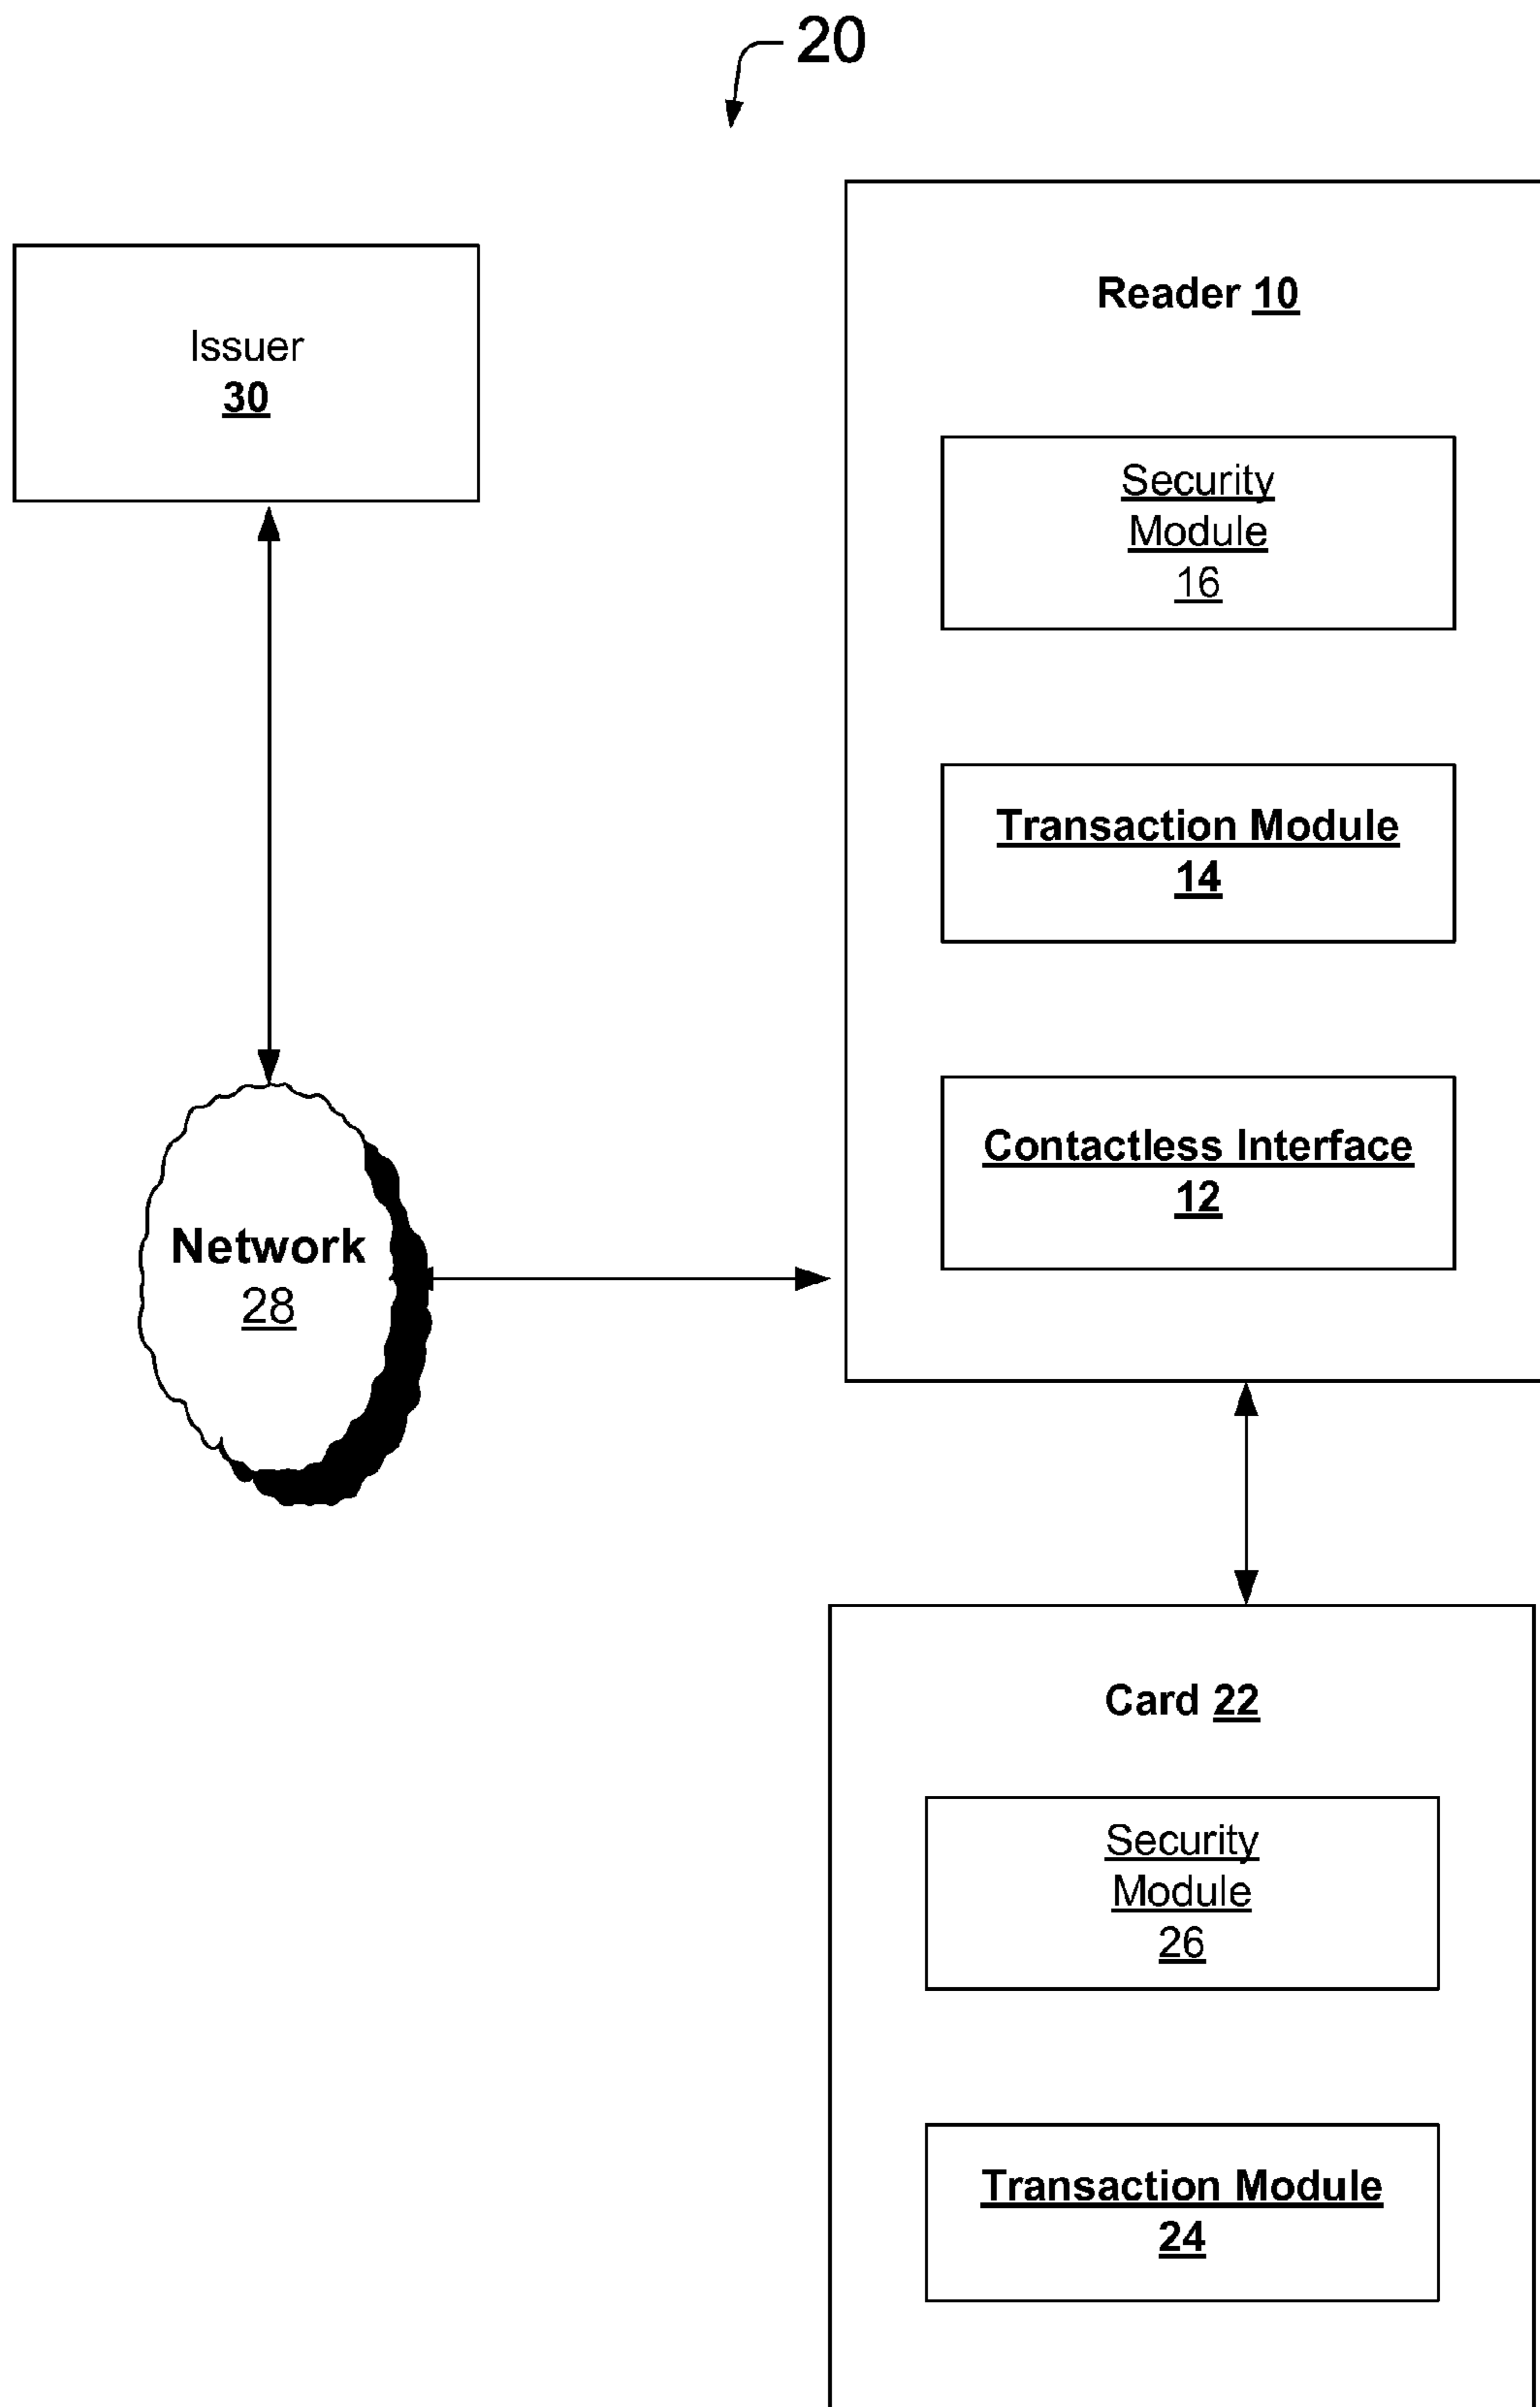 20
Issuer
30
Reader 10
Security
Module
16
Transaction Module
14
Contactless Interface
12
Network
28
Card 22
Security
Module
26
Transaction Module
24